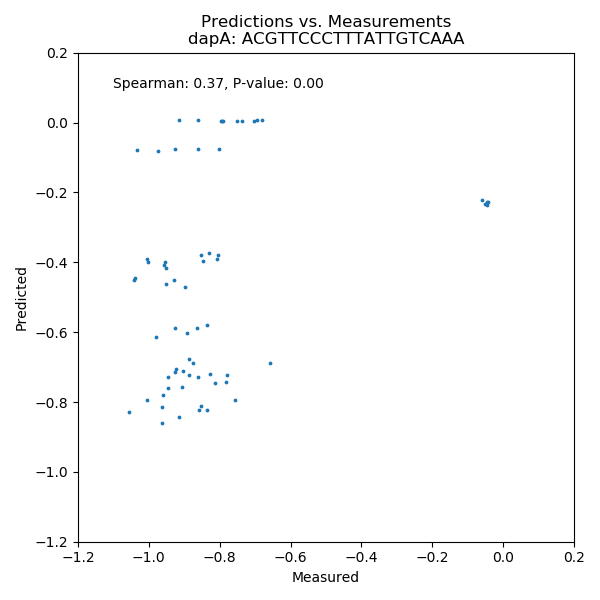 Predictions vs. Measurements
dapA: ACGTTCCCTTTATTGTCAAA
Spearman: 0.37, P-value: 0.00
0.2
0.0
−0.2
−0.4
−0.6
−0.8
−1.0
−1.2
Predicted
−1.2 −1.0 −0.8 −0.6 −0.4 −0.2 0.0 0.2
Measured